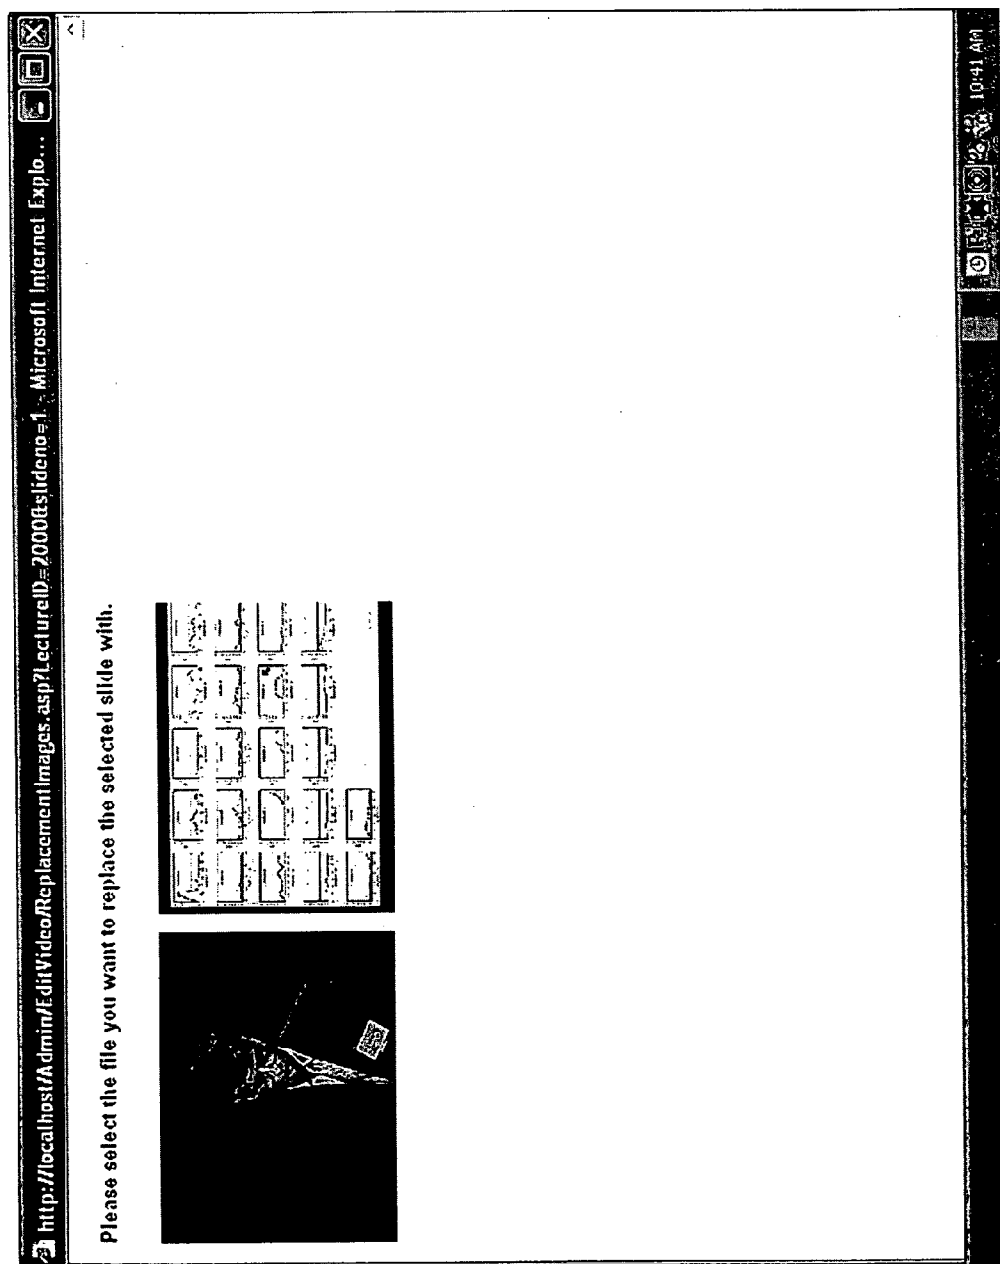 http://localhost/Admin/EditVideo/ReplacementImages.asp?LectureID=2000&slideno=1 - Microsoft Internet Explo...
Please select the file you want to replace the selected slide with.
10:41 AM